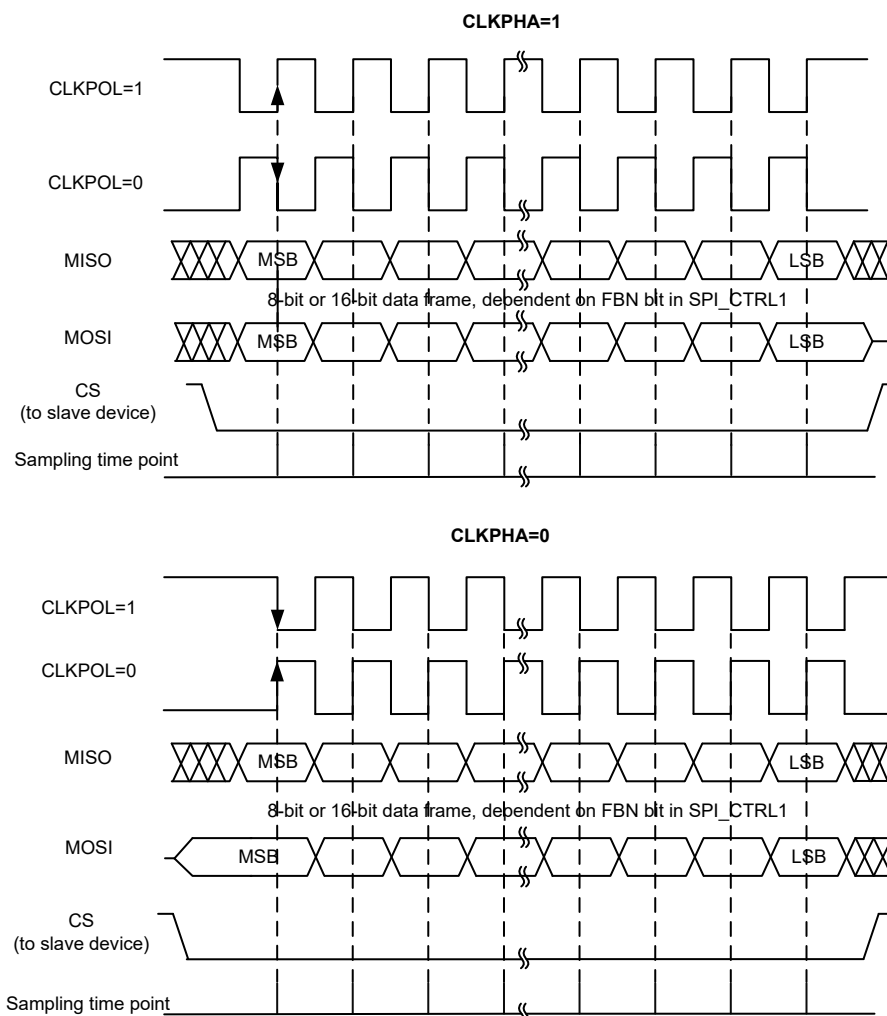 CLKPHA=1
CLKPOL=1
CLKPOL=0
MISO
MSB
LSB
8-bit or 16-bit data frame, dependent on FBN bit in SPI_CTRL1
MOSI
MSB
LSB
CS
(to slave device)
Sampling time point
CLKPHA=0
CLKPOL=1
CLKPOL=0
MISO
MSB
LSB
8-bit or 16-bit data frame, dependent on FBN bit in SPI_CTRL1
MOSI
MSB
LSB
CS
(to slave device)
Sampling time point